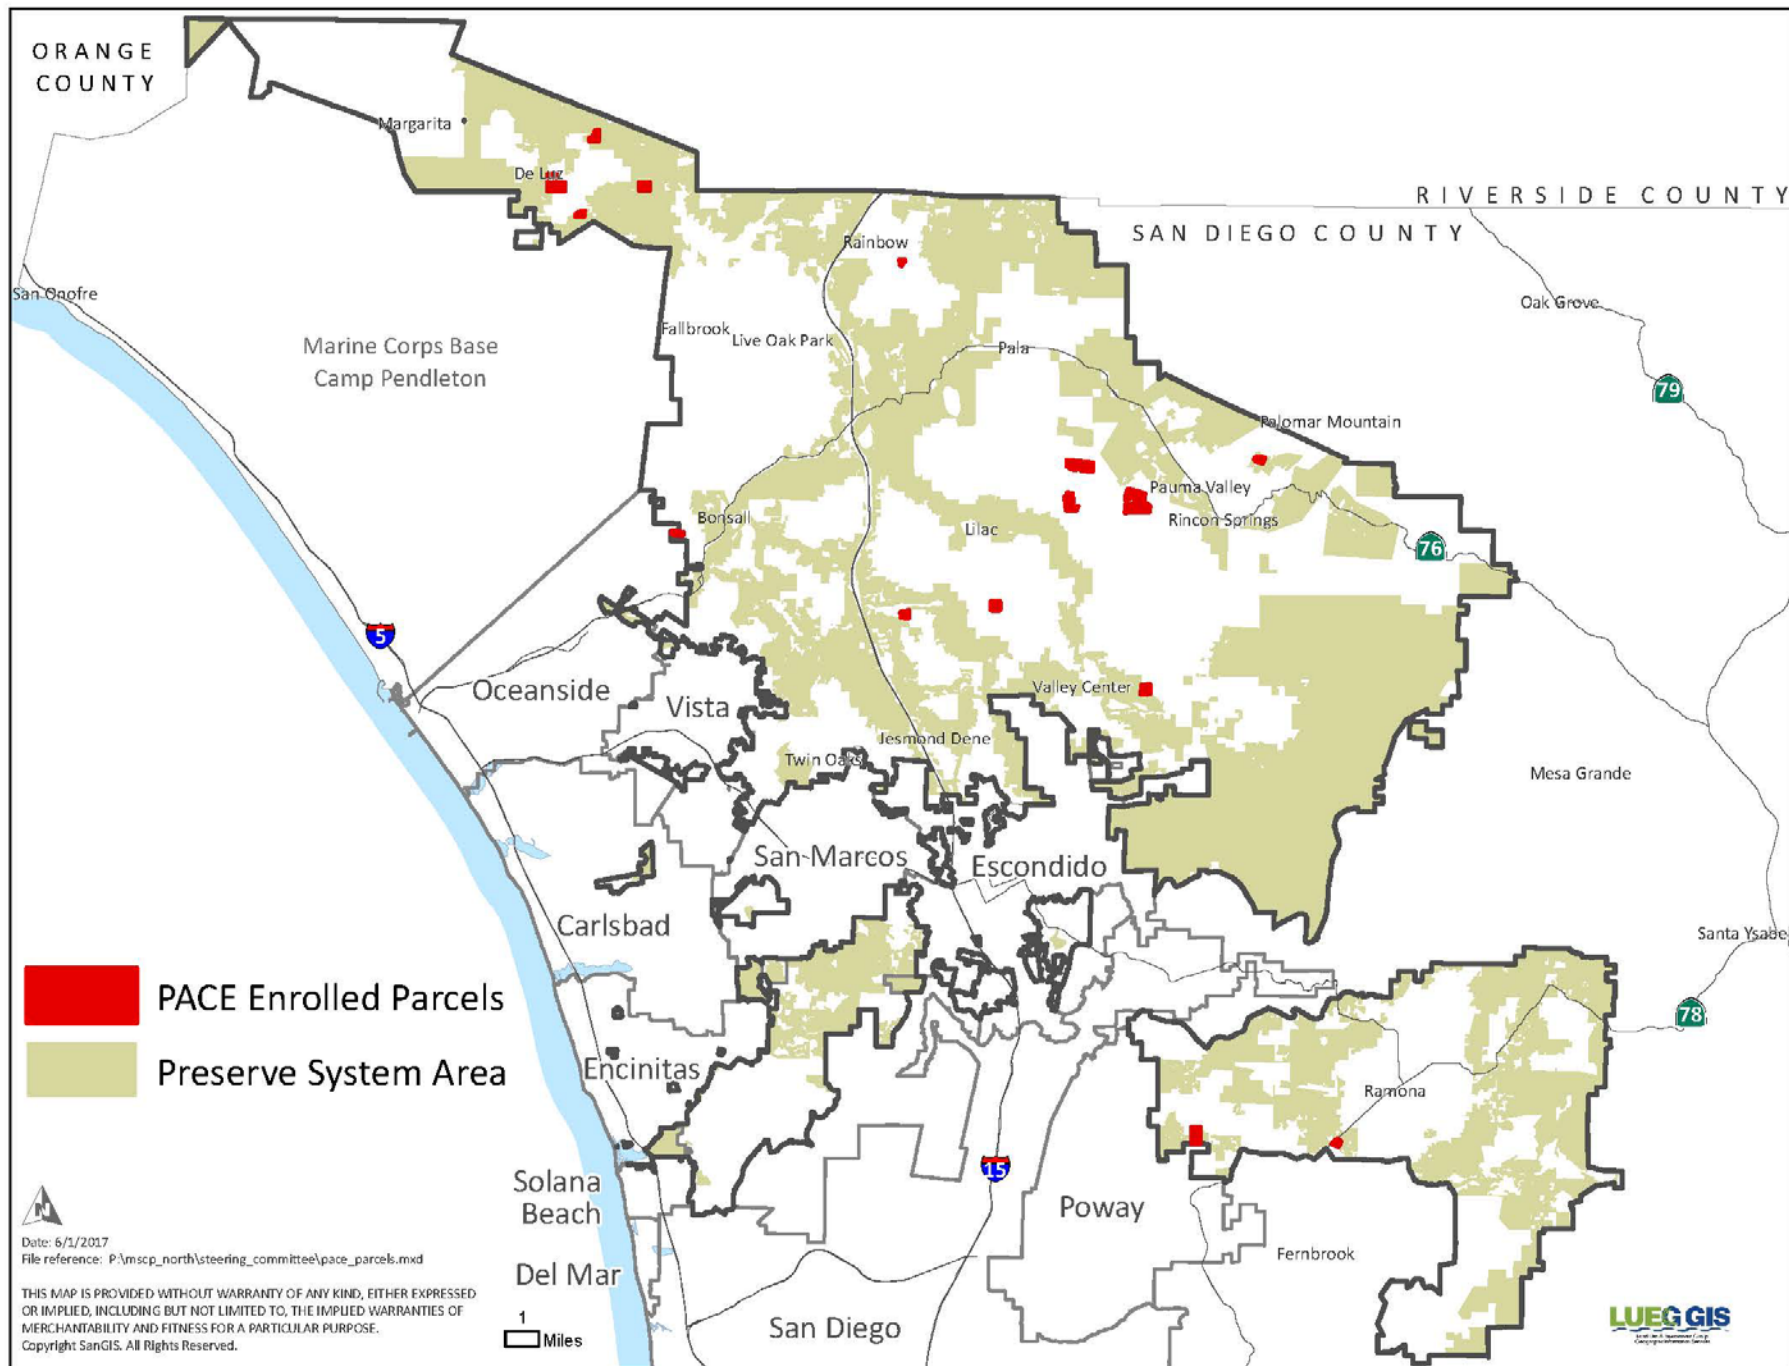 ORANGE
COUNTY
Margarita
De Luz
RIVERSIDE COUNTY
SAN DIEGO COUNTY
Rainbow
San Onofre
Oak Grove
Fallbrook
Live Oak Park
Marine Corps Base
Camp Pendleton
Pala
79
Palomar Mountain
Pauma Valley
Rincon Springs
Bonsall
Lilac
76
5
Oceanside
Vista
Valley Center
Jesmond Dene
Twin Oaks
Mesa Grande
San Marcos
Escondido
Carlsbad
Santa Ysabe
PACE Enrolled Parcels
78
Preserve System Area
Encinitas
Ramona
15
Solana
Beach
Poway
N
Date: 6/1/2017
File reference: P:\mscp_north\steering_committee\pace_parcels.mxd
Fernbrook
Del Mar
THIS MAP IS PROVIDED WITHOUT WARRANTY OF ANY KIND, EITHER EXPRESSED
OR IMPLIED, INCLUDING BUT NOT LIMITED TO, THE IMPLIED WARRANTIES OF
MERCHANTABILITY AND FITNESS FOR A PARTICULAR PURPOSE.
Copyright SanGIS. All Rights Reserved.
1
Miles
San Diego
LUEG GIS